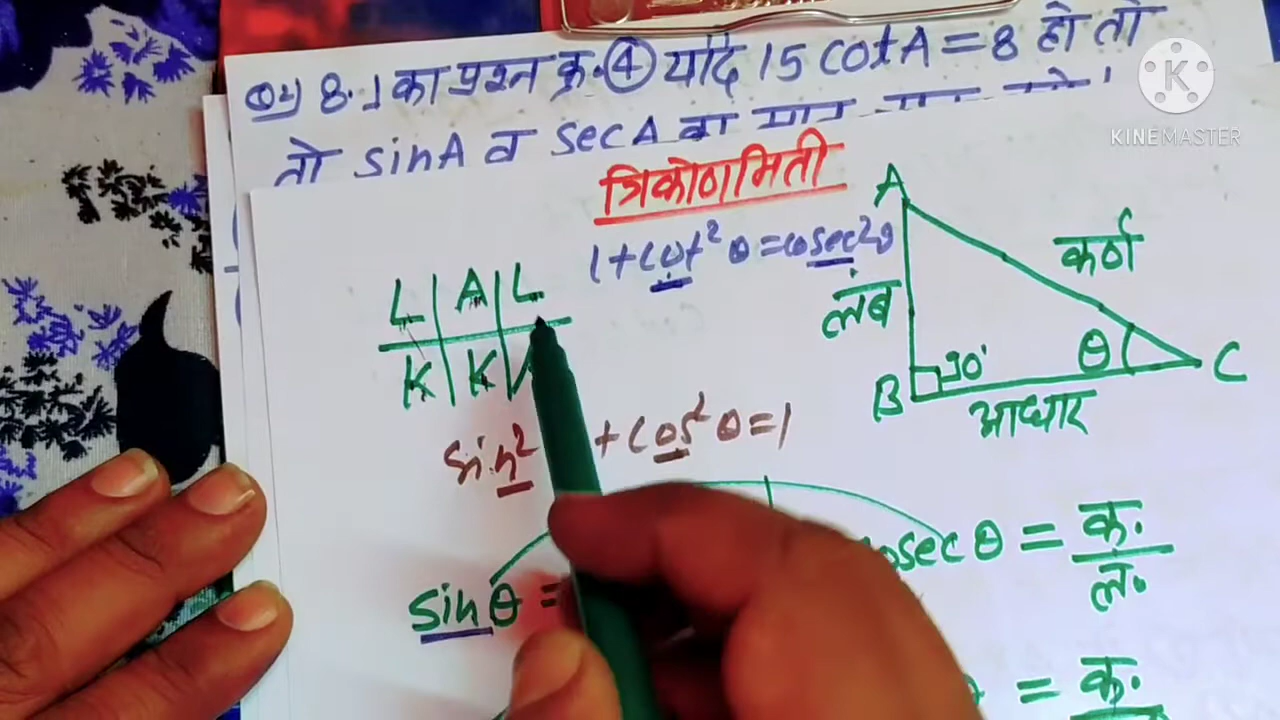 Q4) 8.1 का प्रश्न क्र.④ यदि 15 cotA = 8 हो तो
तो sinA व secA का मान
त्रिकोणमिती
1+cot²θ=cosec²θ
L | A | L
K | K |
sin² + cos²θ=1
A
कर्ण
लंब
B
90°
θ
C
आधार
sinθ =
cosecθ = क./लं.
= क.
K
KINEMASTER